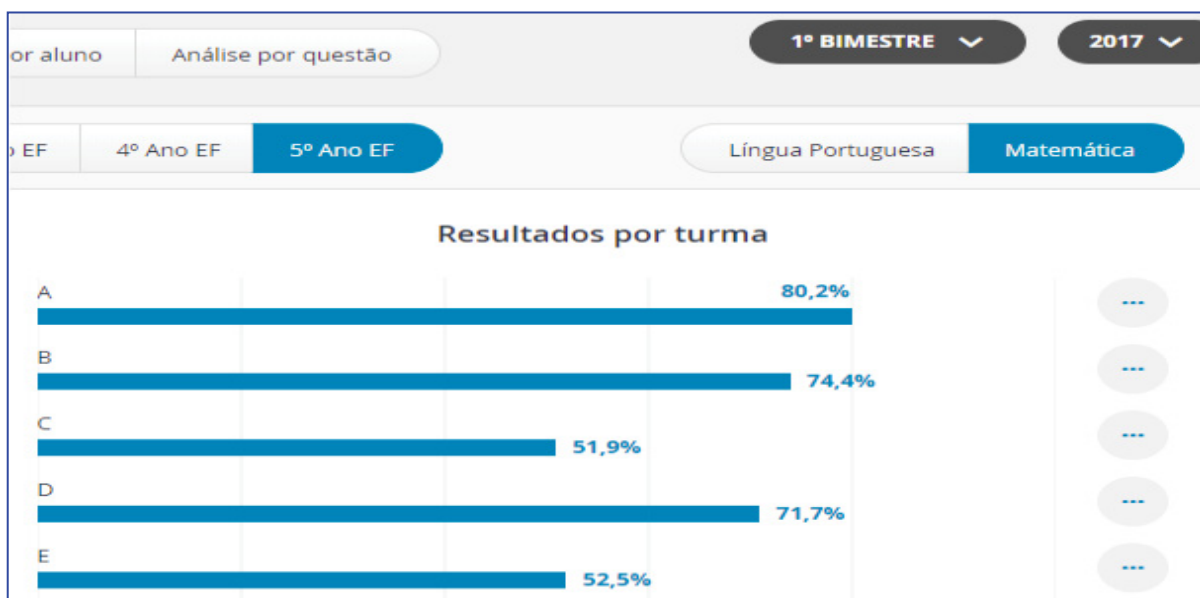 or aluno
Análise por questão
1º BIMESTRE
2017
EF
4º Ano EF
5º Ano EF
Língua Portuguesa
Matemática
Resultados por turma
A
80,2%
---
B
74,4%
---
C
51,9%
---
D
71,7%
---
E
52,5%
---